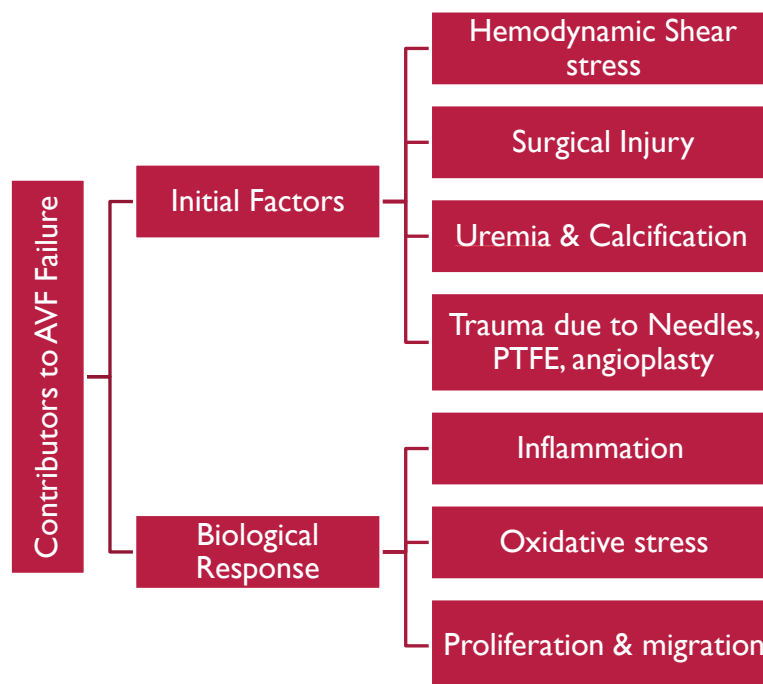 Contributors to AVF Failure
Initial Factors
Hemodynamic Shear
stress
Surgical Injury
Uremia & Calcification
Trauma due to Needles,
PTFE, angioplasty
Biological
Response
Inflammation
Oxidative stress
Proliferation & migration